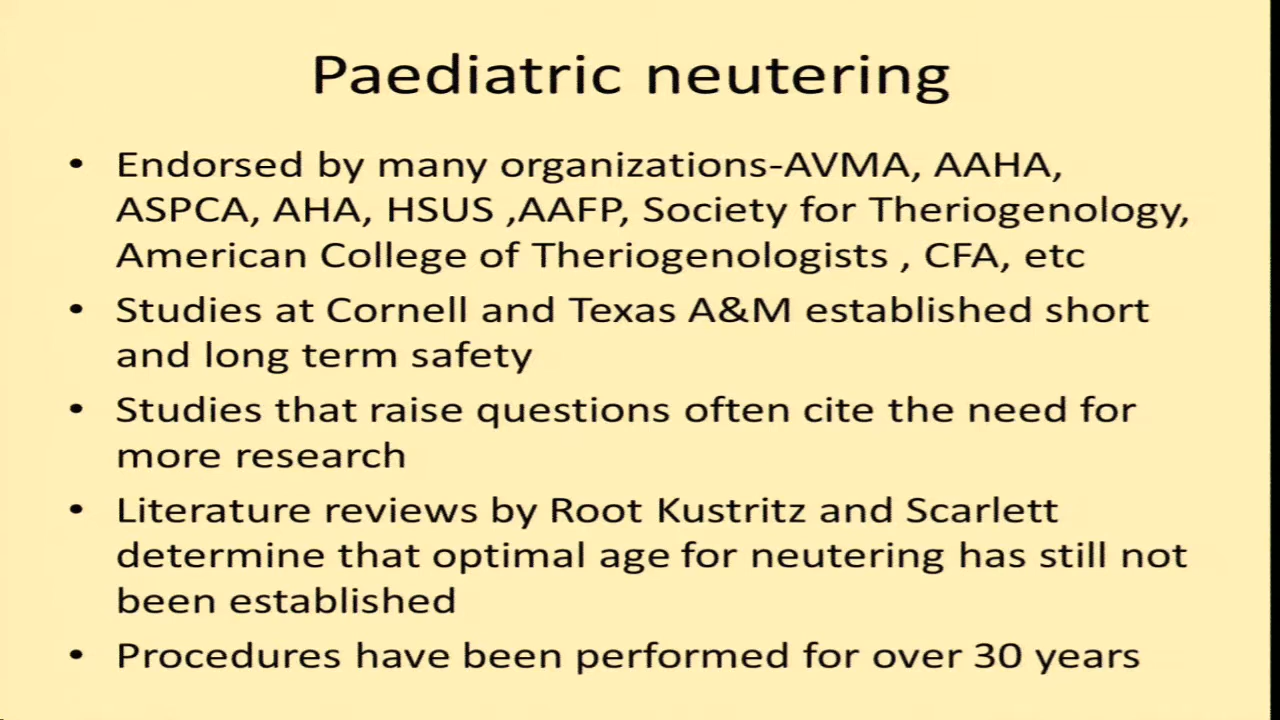 Paediatric neutering
• Endorsed by many organizations-AVMA, AAHA,
ASPCA, AHA, HSUS ,AAFP, Society for Theriogenology,
American College of Theriogenologists , CFA, etc
• Studies at Cornell and Texas A&M established short
and long term safety
• Studies that raise questions often cite the need for
more research
• Literature reviews by Root Kustritz and Scarlett
determine that optimal age for neutering has still not
been established
• Procedures have been performed for over 30 years